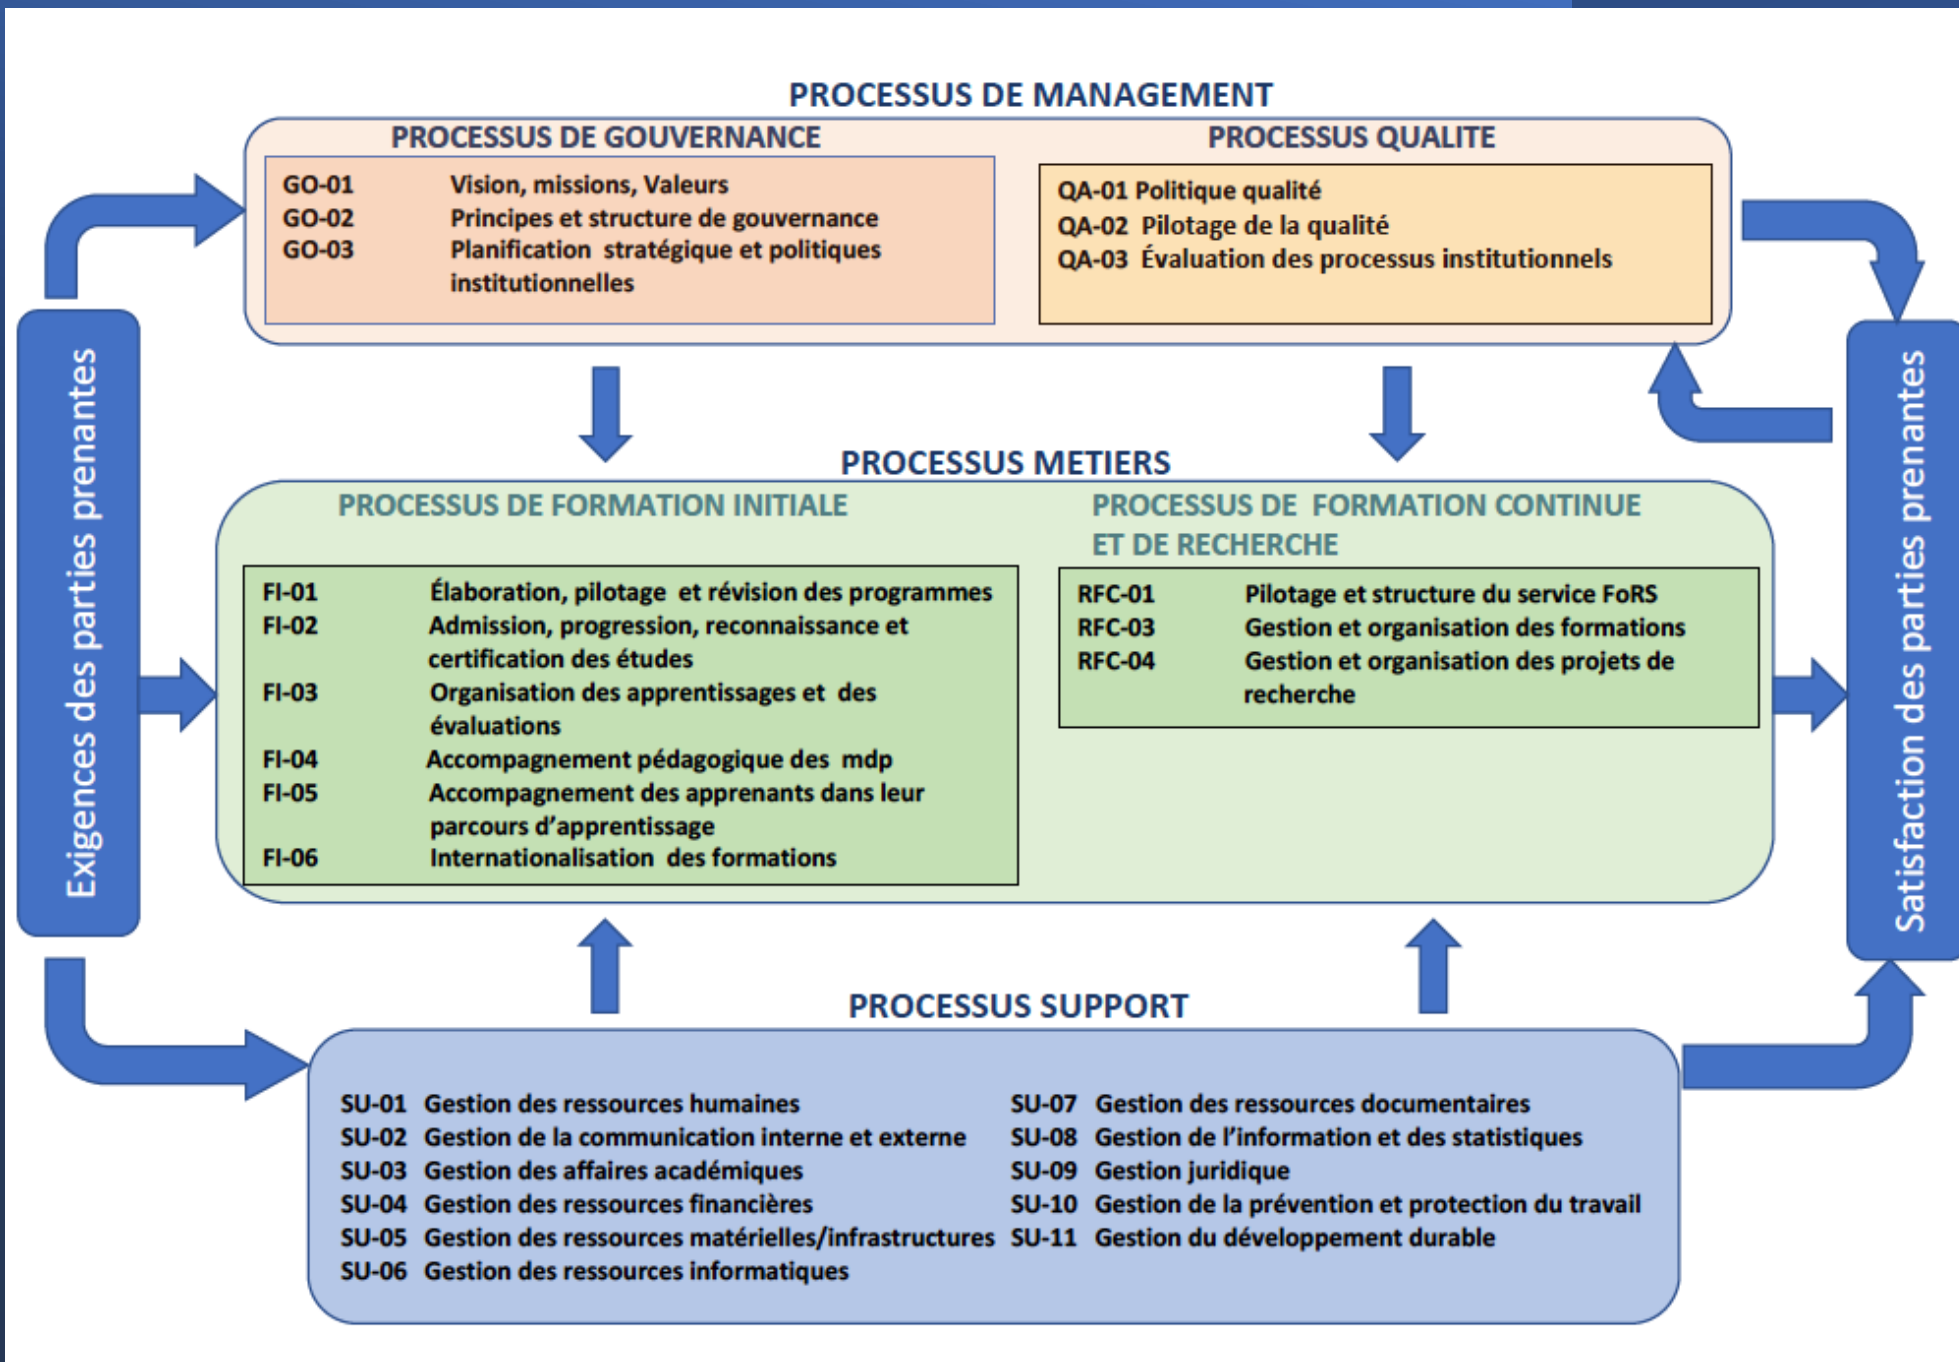 PROCESSUS DE MANAGEMENT
PROCESSUS DE GOUVERNANCE
GO-01 Vision, missions, Valeurs
GO-02 Principes et structure de gouvernance
GO-03 Planification stratégique et politiques
institutionnelles
PROCESSUS QUALITE
QA-01 Politique qualité
QA-02 Pilotage de la qualité
QA-03 Évaluation des processus institutionnels
Exigences des parties prenantes
PROCESSUS METIERS
PROCESSUS DE FORMATION INITIALE
FI-01 Élaboration, pilotage et révision des programmes
FI-02 Admission, progression, reconnaissance et
certification des études
FI-03 Organisation des apprentissages et des
évaluations
FI-04 Accompagnement pédagogique des mdp
FI-05 Accompagnement des apprenants dans leur
parcours d'apprentissage
FI-06 Internationalisation des formations
PROCESSUS DE FORMATION CONTINUE
ET DE RECHERCHE
RFC-01 Pilotage et structure du service FoRS
RFC-03 Gestion et organisation des formations
RFC-04 Gestion et organisation des projets de
recherche
Satisfaction des parties prenantes
PROCESSUS SUPPORT
SU-01 Gestion des ressources humaines
SU-02 Gestion de la communication interne et externe
SU-03 Gestion des affaires académiques
SU-04 Gestion des ressources financières
SU-05 Gestion des ressources matérielles/infrastructures
SU-06 Gestion des ressources informatiques
SU-07 Gestion des ressources documentaires
SU-08 Gestion de l'information et des statistiques
SU-09 Gestion juridique
SU-10 Gestion de la prévention et protection du travail
SU-11 Gestion du développement durable